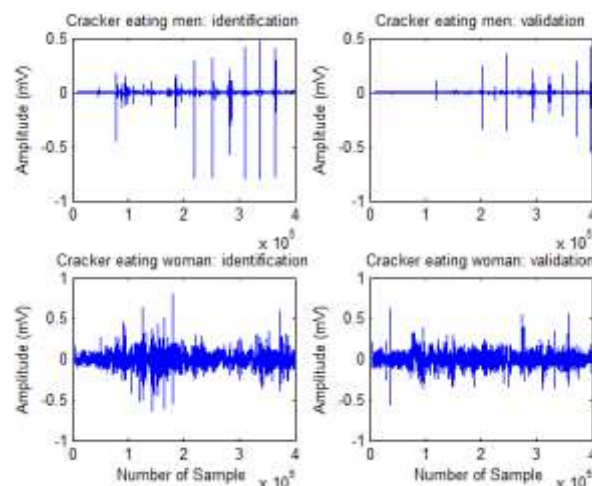 Cracker eating men: identification
Cracker eating men: validation
Amplitude (mV)
0.5
0
-0.5
-1
0 1 2 3 4
x 10^5
Amplitude (mV)
0.5
0
-0.5
-1
0 1 2 3 4
x 10^5
Cracker eating woman: identification
Cracker eating woman: validation
Amplitude (mV)
1
0.5
0
-0.5
-1
0 1 2 3 4
Number of Sample
x 10^5
Amplitude (mV)
1
0.5
0
-0.5
-1
0 1 2 3 4
Number of Sample
x 10^5